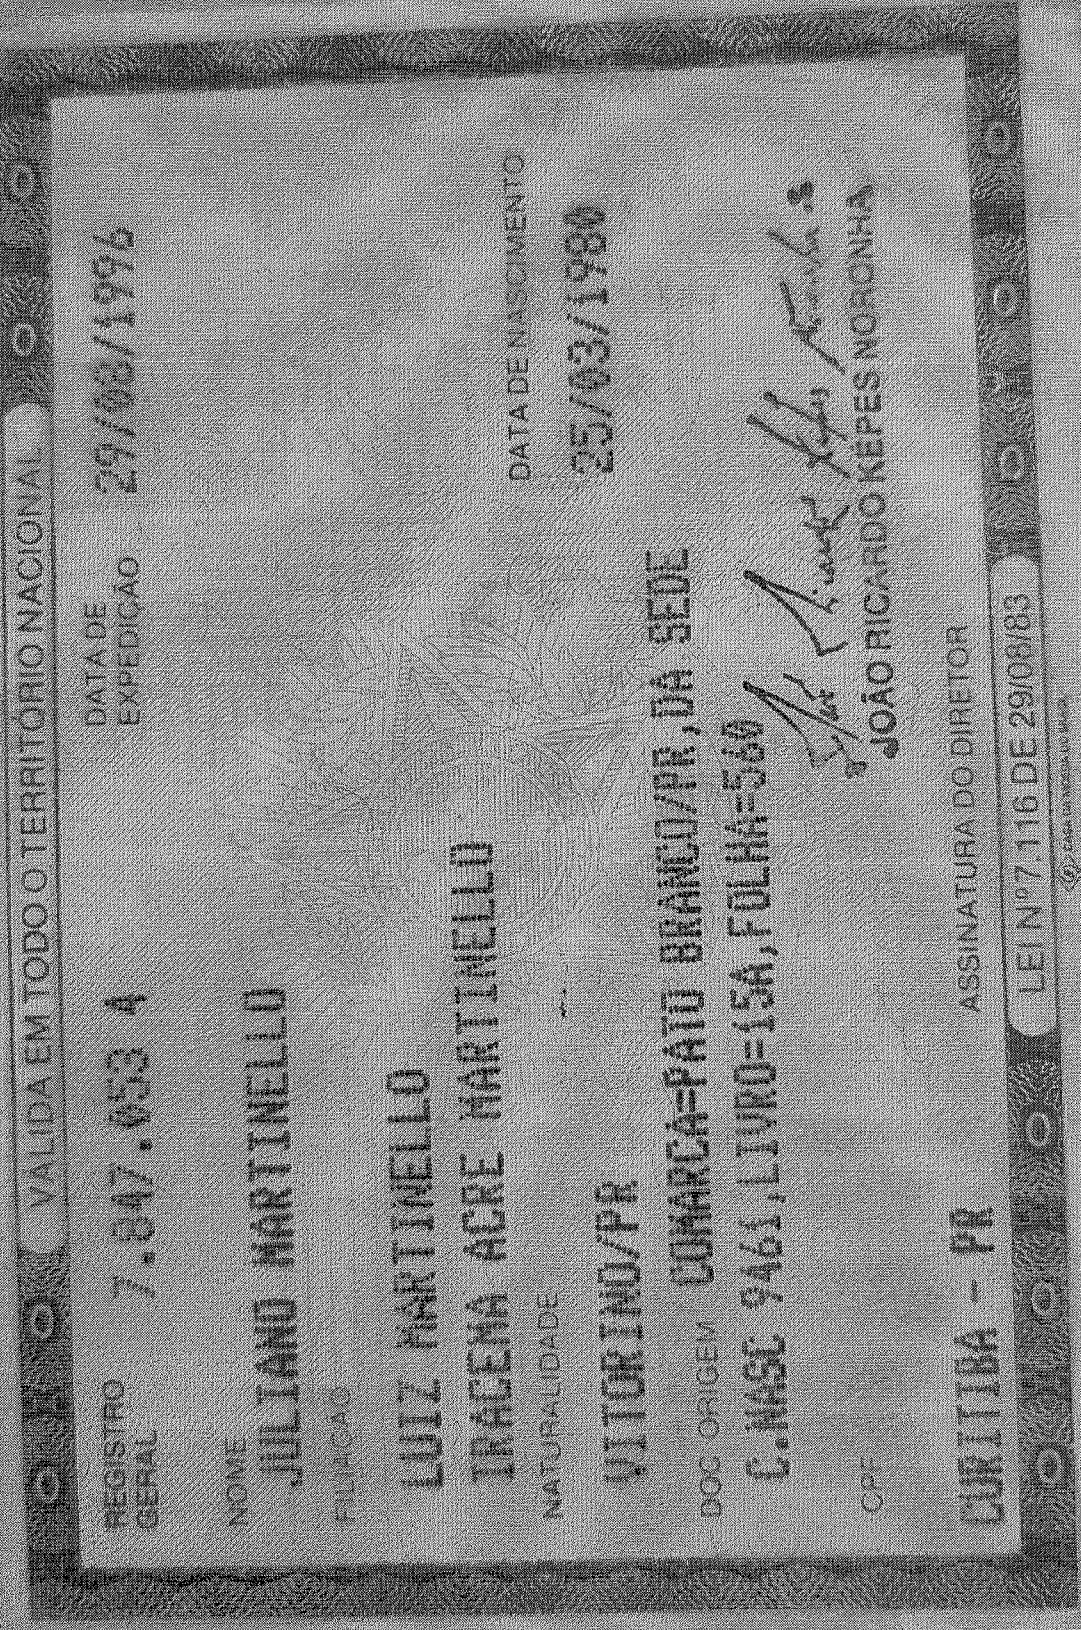 VALIDA EM TODO O TERRITÓRIO NACIONAL
REGISTRO GERAL 7.847.053 4 DATA DE EXPEDIÇÃO 29/08/1996
NOME
JULIANO MARTINELLO
FILIAÇÃO
LUIZ MARTINELLO
IRACEMA ACRE MARTINELLO
NATURALIDADE DATA DE NASCIMENTO
VITORINO/PR 25/03/1980
DOC ORIGEM COMARCA=PATO BRANCO/PR,DA SEDE
C.NASC 9461,LIVRO=15A,FOLHA=560
CPF
JOÃO RICARDO KEPES NORONHA
CURITIBA - PR
ASSINATURA DO DIRETOR
LEI Nº 7.116 DE 29/08/83